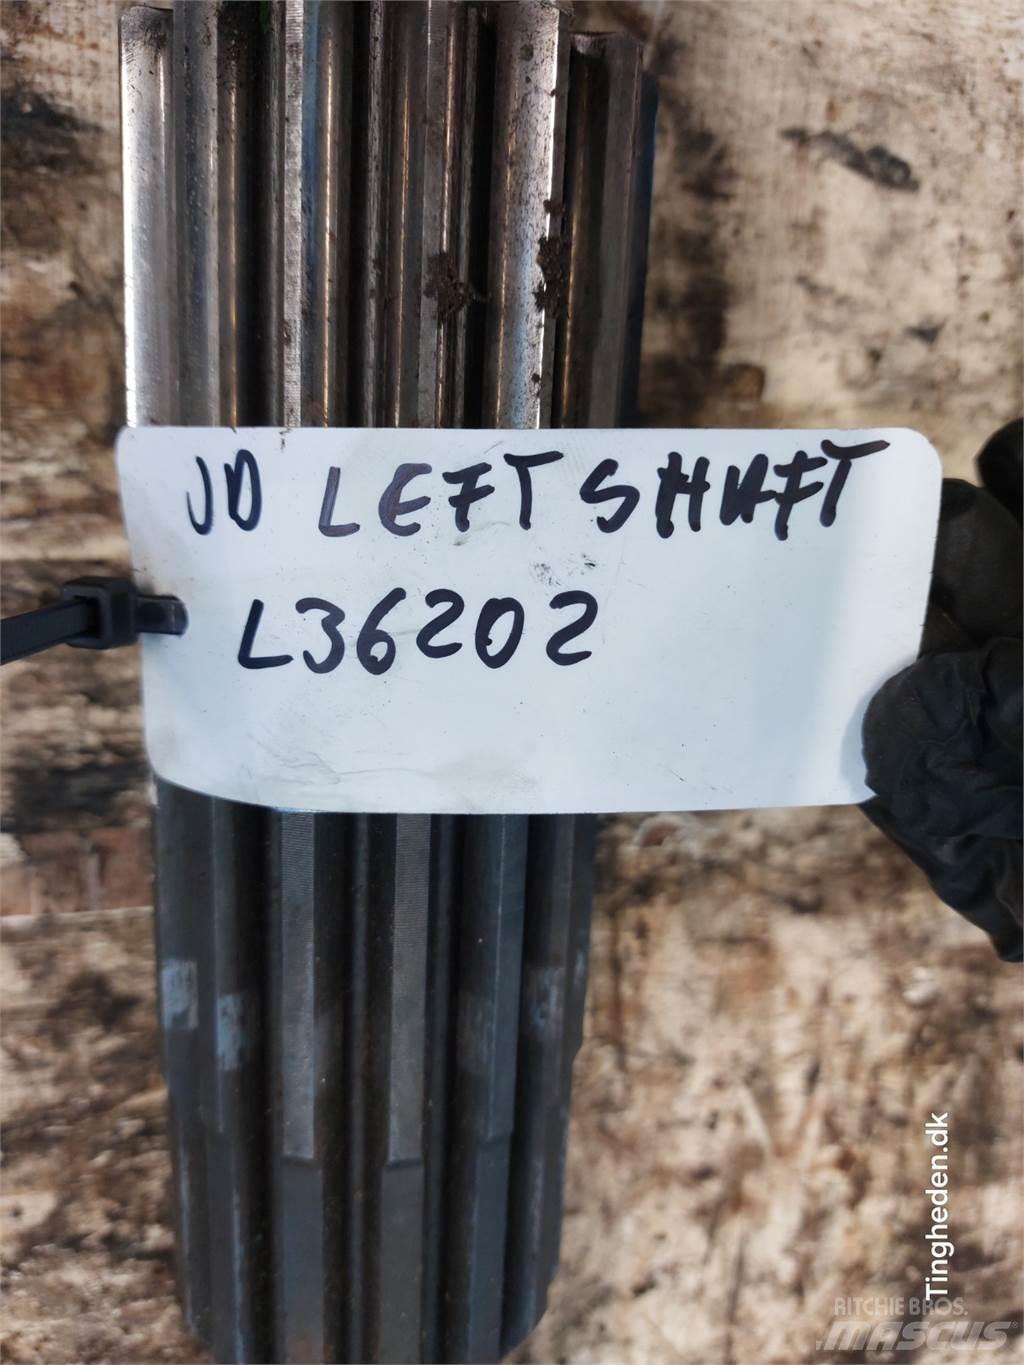 JD LEFT SHAFT
L36202
Tingheden.dk
RITCHIE BROS.
MASCUS